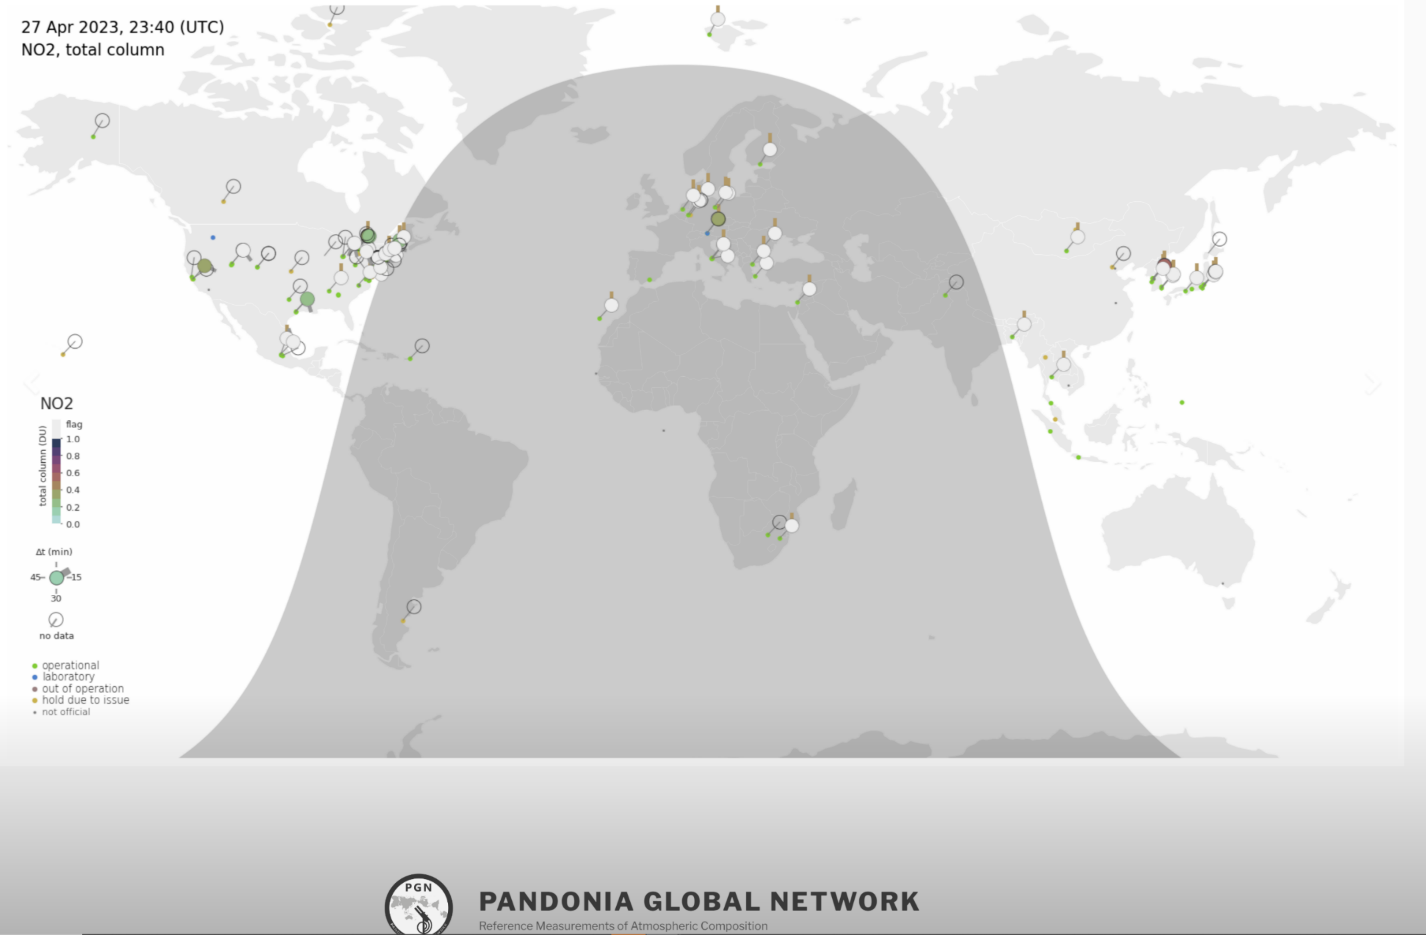 27 Apr 2023, 23:40 (UTC)
NO2, total column
NO2
total column (DU)
flag
1.0
0.8
0.6
0.4
0.2
0.0
Δt (min)
45
15
30
no data
operational
laboratory
out of operation
hold due to issue
not official
PGN
PANDONIA GLOBAL NETWORK
Reference Measurements of Atmospheric Composition